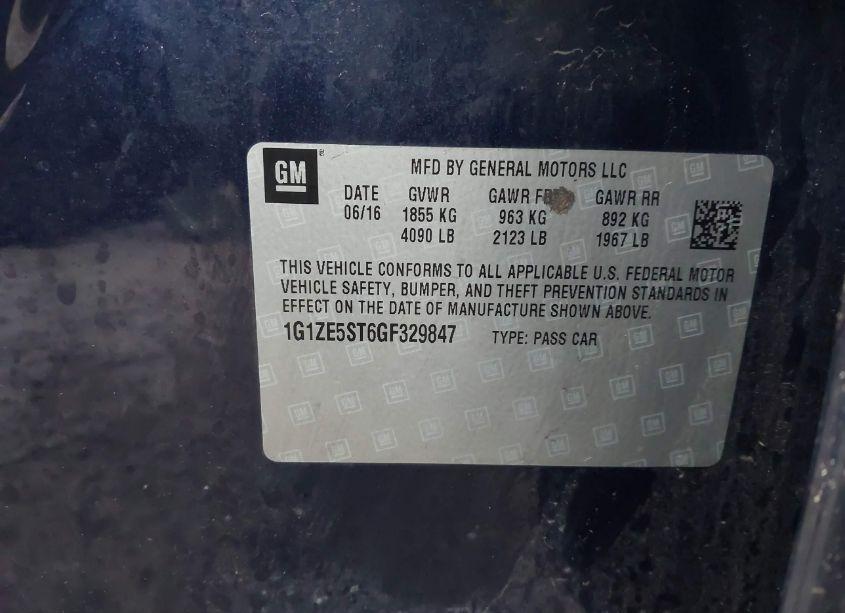 GM ®
MFD BY GENERAL MOTORS LLC
DATE GVWR GAWR GAWR RR
06/16 1855 KG 963 KG 892 KG
4090 LB 2123 LB 1967 LB
THIS VEHICLE CONFORMS TO ALL APPLICABLE U.S. FEDERAL MOTOR
VEHICLE SAFETY, BUMPER, AND THEFT PREVENTION STANDARDS IN
EFFECT ON THE DATE OF MANUFACTURE SHOWN ABOVE.
1G1ZE5ST6GF329847 TYPE: PASS CAR